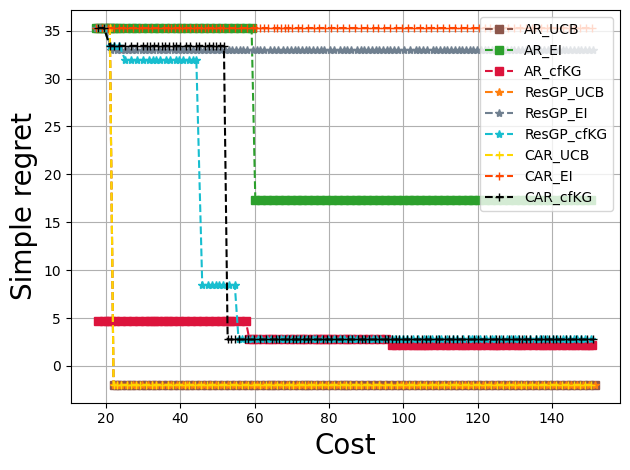 35
30
25
20
15
10
5
0
Simple regret
20
40
60
80
100
120
140
Cost
AR_UCB
AR_EI
AR_cfKG
ResGP_UCB
ResGP_EI
ResGP_cfKG
CAR_UCB
CAR_EI
CAR_cfKG